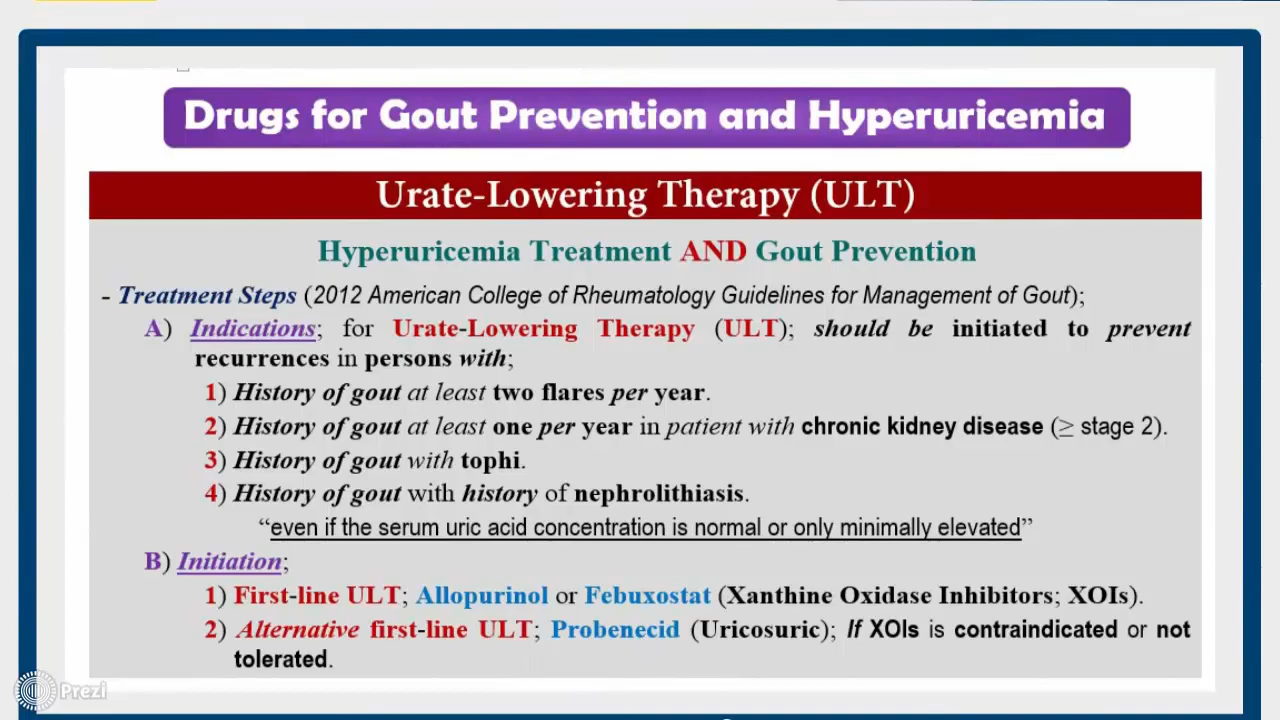 Drugs for Gout Prevention and Hyperuricemia
Urate-Lowering Therapy (ULT)
Hyperuricemia Treatment AND Gout Prevention
- Treatment Steps (2012 American College of Rheumatology Guidelines for Management of Gout);
A) Indications; for Urate-Lowering Therapy (ULT); should be initiated to prevent
recurrences in persons with;
1) History of gout at least two flares per year.
2) History of gout at least one per year in patient with chronic kidney disease (≥ stage 2).
3) History of gout with tophi.
4) History of gout with history of nephrolithiasis.
“even if the serum uric acid concentration is normal or only minimally elevated”
B) Initiation;
1) First-line ULT; Allopurinol or Febuxostat (Xanthine Oxidase Inhibitors; XOIs).
2) Alternative first-line ULT; Probenecid (Uricosuric); If XOIs is contraindicated or not
tolerated.
Prezi